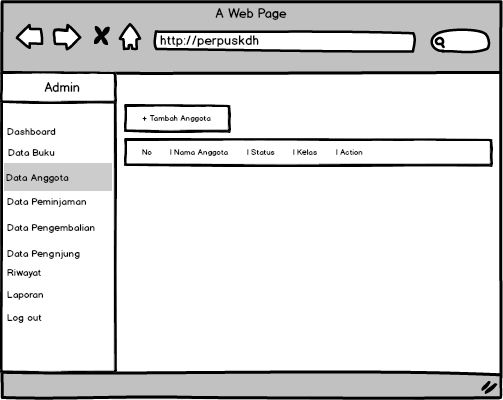 A Web Page
http://perpuskdh
Admin
Dashboard
Data Buku
Data Anggota
Data Peminjaman
Data Pengembalian
Data Pengnjung
Riwayat
Laporan
Log out
+ Tambah Anggota
No | Nama Anggota | Status | Kelas | Action